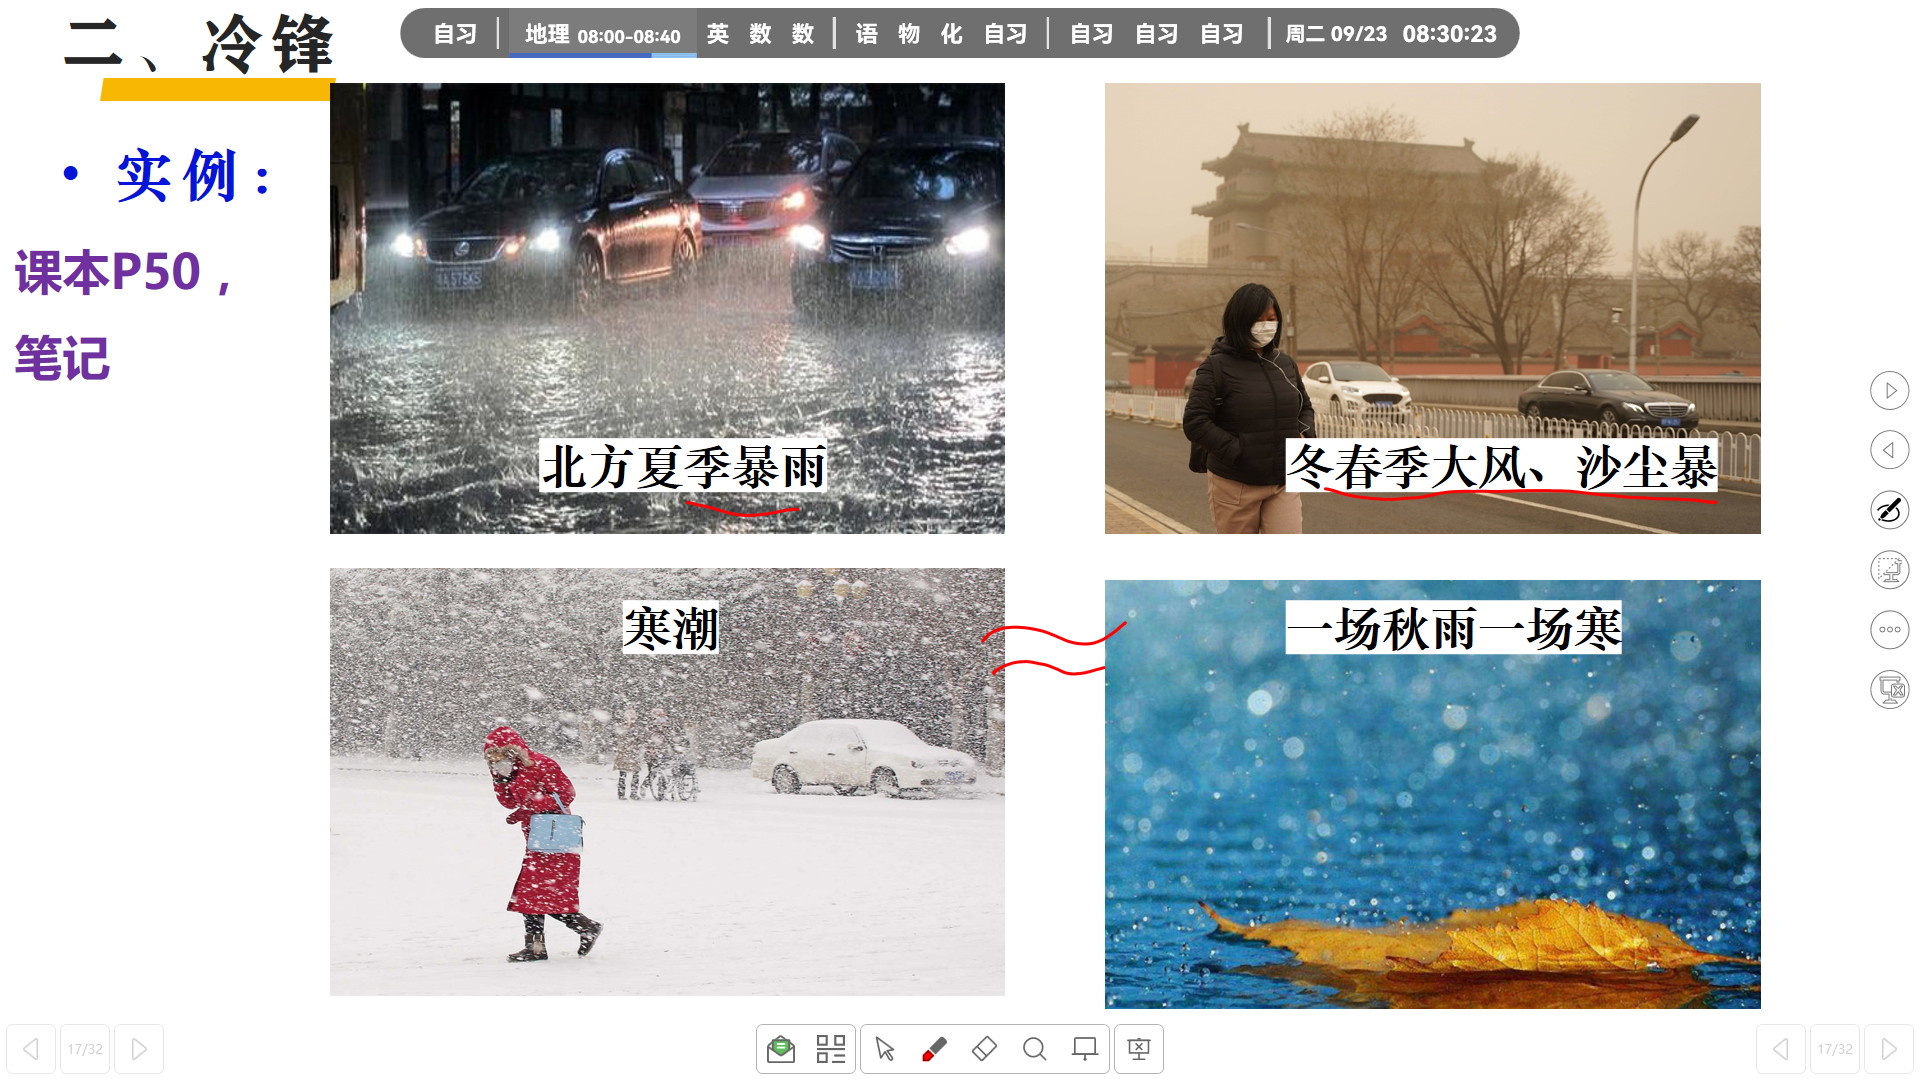 二、冷锋
自习 地理 08:00-08:40 英 数 数 语 物 化 自习 自习 自习 自习 周二 09/23 08:30:23
• 实例：
课本P50，
笔记
北方夏季暴雨
冬春季大风、沙尘暴
寒潮
一场秋雨一场寒
17/32
17/32